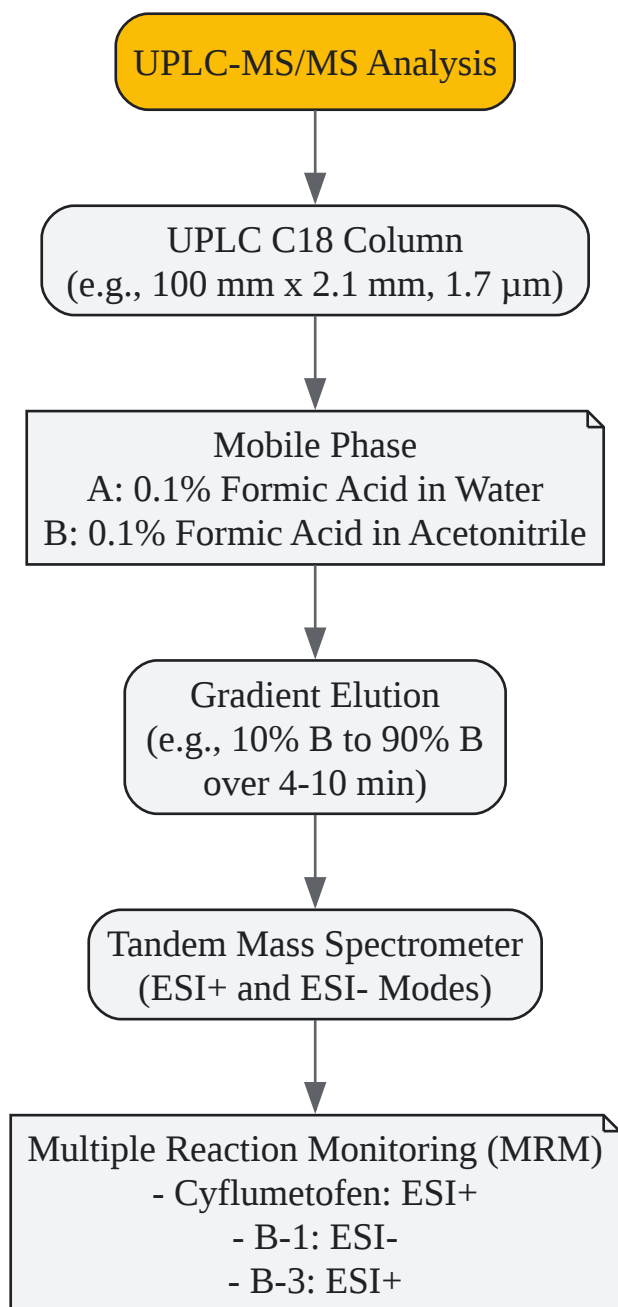 UPLC-MS/MS Analysis
UPLC C18 Column
(e.g., 100 mm x 2.1 mm, 1.7 µm)
Mobile Phase
A: 0.1% Formic Acid in Water
B: 0.1% Formic Acid in Acetonitrile
Gradient Elution
(e.g., 10% B to 90% B
over 4-10 min)
Tandem Mass Spectrometer
(ESI+ and ESI- Modes)
Multiple Reaction Monitoring (MRM)
- Cyflumetofen: ESI+
- B-1: ESI-
- B-3: ESI+